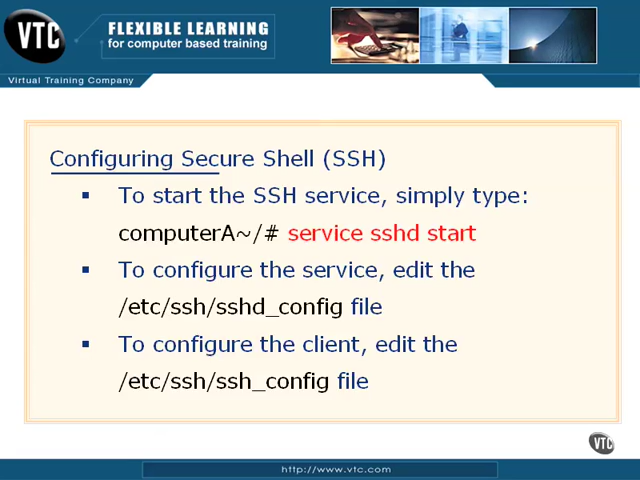 VTC
FLEXIBLE LEARNING
for computer based training
Virtual Training Company
Configuring Secure Shell (SSH)
▪ To start the SSH service, simply type:
computerA~/# service sshd start
▪ To configure the service, edit the
/etc/ssh/sshd_config file
▪ To configure the client, edit the
/etc/ssh/ssh_config file
VTC
http://www.vtc.com